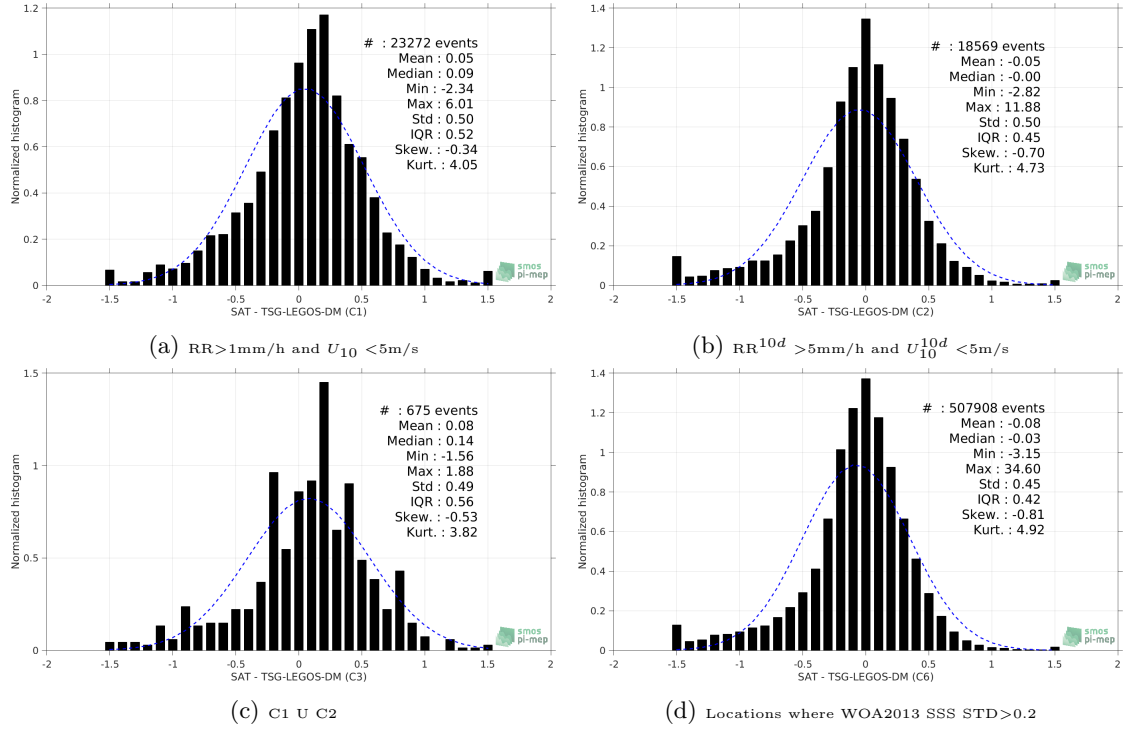 1.2
1
0.8
0.6
0.4
0.2
0
Normalized histogram
# : 23272 events
Mean : 0.05
Median : 0.09
Min : -2.34
Max : 6.01
Std : 0.50
IQR : 0.52
Skew. : -0.34
Kurt. : 4.05
smos
pi-mep
-2 -1.5 -1 -0.5 0 0.5 1 1.5 2
SAT - TSG-LEGOS-DM (C1)
(a) RR>1mm/h and U10 <5m/s
1.4
1.2
1
0.8
0.6
0.4
0.2
0
Normalized histogram
# : 18569 events
Mean : -0.05
Median : -0.00
Min : -2.82
Max : 11.88
Std : 0.50
IQR : 0.45
Skew. : -0.70
Kurt. : 4.73
smos
pi-mep
-2 -1.5 -1 -0.5 0 0.5 1 1.5 2
SAT - TSG-LEGOS-DM (C2)
(b) RR^10d >5mm/h and U10^10d <5m/s
1.5
1
0.5
0
Normalized histogram
# : 675 events
Mean : 0.08
Median : 0.14
Min : -1.56
Max : 1.88
Std : 0.49
IQR : 0.56
Skew. : -0.53
Kurt. : 3.82
smos
pi-mep
-2 -1.5 -1 -0.5 0 0.5 1 1.5 2
SAT - TSG-LEGOS-DM (C3)
(c) C1 U C2
1.4
1.2
1
0.8
0.6
0.4
0.2
0
Normalized histogram
# : 507908 events
Mean : -0.08
Median : -0.03
Min : -3.15
Max : 34.60
Std : 0.45
IQR : 0.42
Skew. : -0.81
Kurt. : 4.92
smos
pi-mep
-2 -1.5 -1 -0.5 0 0.5 1 1.5 2
SAT - TSG-LEGOS-DM (C6)
(d) Locations where WOA2013 SSS STD>0.2